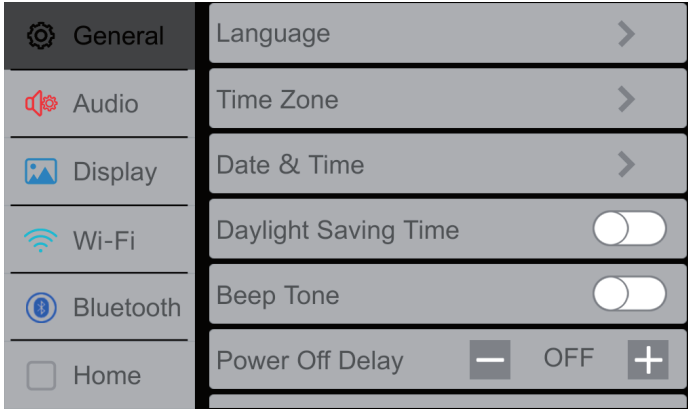 General
Audio
Display
Wi-Fi
Bluetooth
Home
Language
Time Zone
Date & Time
Daylight Saving Time
Beep Tone
Power Off Delay OFF